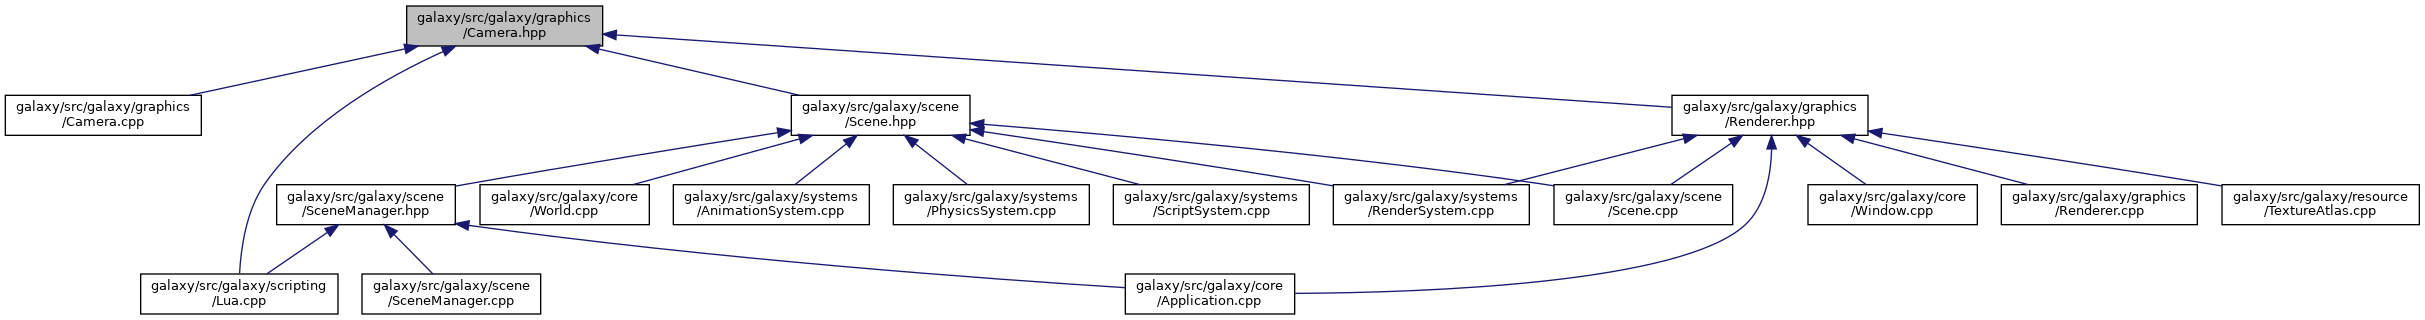 galaxy/src/galaxy/graphics
/Camera.hpp
galaxy/src/galaxy/graphics
/Camera.cpp
galaxy/src/galaxy/scene
/Scene.hpp
galaxy/src/galaxy/graphics
/Renderer.hpp
galaxy/src/galaxy/scene
/SceneManager.hpp
galaxy/src/galaxy/core
/World.cpp
galaxy/src/galaxy/systems
/AnimationSystem.cpp
galaxy/src/galaxy/systems
/PhysicsSystem.cpp
galaxy/src/galaxy/systems
/ScriptSystem.cpp
galaxy/src/galaxy/systems
/RenderSystem.cpp
galaxy/src/galaxy/scene
/Scene.cpp
galaxy/src/galaxy/core
/Window.cpp
galaxy/src/galaxy/graphics
/Renderer.cpp
galaxy/src/galaxy/resource
/TextureAtlas.cpp
galaxy/src/galaxy/scripting
/Lua.cpp
galaxy/src/galaxy/scene
/SceneManager.cpp
galaxy/src/galaxy/core
/Application.cpp